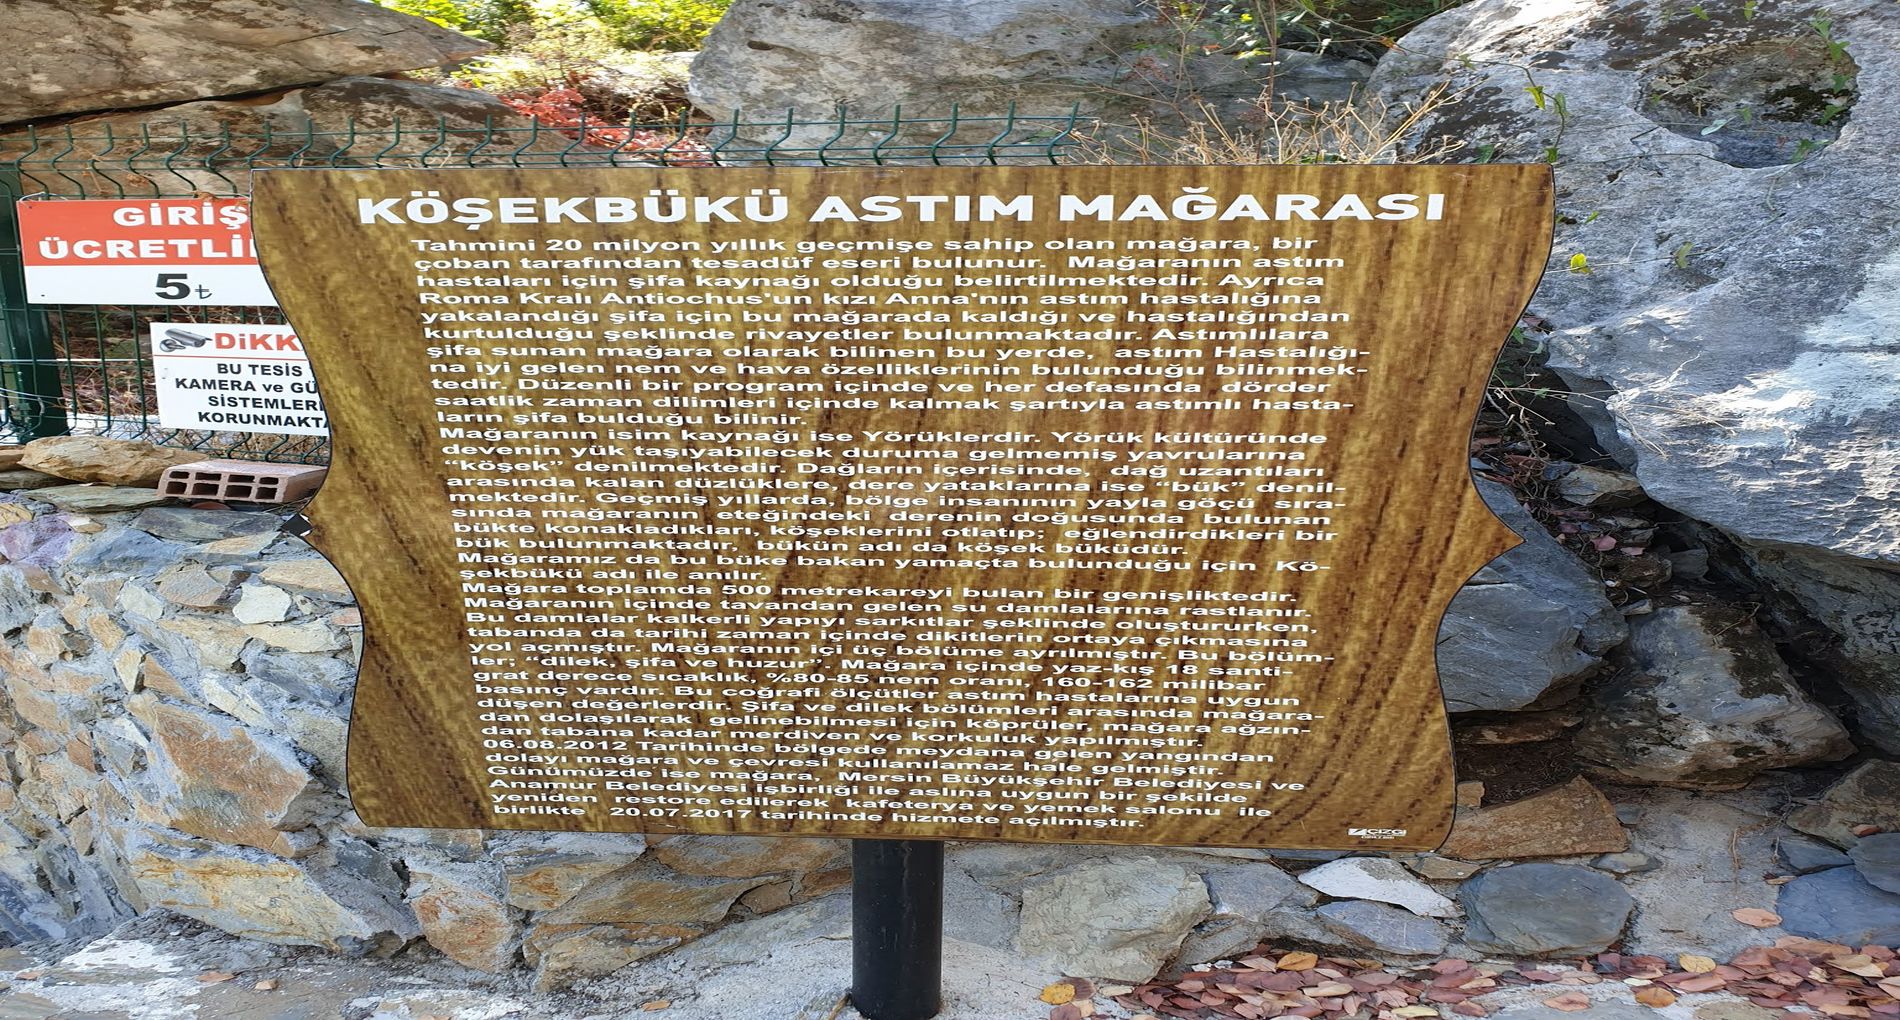 GİRİŞ
ÜCRETLİ
5₺
DİKK
BU TESİS
KAMERA ve GÜ
SİSTEMLERİ
KORUNMAKTA
KÖŞEKBÜKÜ ASTIM MAĞARASI
Tahmini 20 milyon yıllık geçmişe sahip olan mağara, bir
çoban tarafından tesadüf eseri bulunur. Mağaranın astım
hastaları için şifa kaynağı olduğu belirtilmektedir. Ayrıca
Roma Kralı Antiochus'un kızı Anna'nın astım hastalığına
yakalandığı şifa için bu mağarada kaldığı ve hastalığından
kurtulduğu şeklinde rivayetler bulunmaktadır. Astımlılara
şifa sunan mağara olarak bilinen bu yerde, astım Hastalığı-
na iyi gelen nem ve hava özelliklerinin bulunduğu bilinmek-
tedir. Düzenli bir program içinde ve her defasında dörder
saatlik zaman dilimleri içinde kalmak şartıyla astımlı hasta-
ların şifa bulduğu bilinir.
Mağaranın isim kaynağı ise Yörüklerdir. Yörük kültüründe
devenin yük taşıyabilecek duruma gelmemiş yavrularına
“köşek” denilmektedir. Dağların içerisinde, dağ uzantıları
arasında kalan düzlüklere, dere yataklarına ise “bük” denil-
mektedir. Geçmiş yıllarda, bölge insanının yayla göçü sıra-
sında mağaranın eteğindeki derenin doğusunda bulunan
bükte konakladıkları, köşeklerini otlatıp; eğlendirdikleri bir
bük bulunmaktadır, bükün adı da köşek büküdür.
Mağaramız da bu büke bakan yamaçta bulunduğu için Kö-
şekbükü adı ile anılır.
Mağara toplamda 500 metrekareyi bulan bir genişliktedir.
Mağaranın içinde tavandan gelen su damlalarına rastlanır.
Bu damlalar kalkerli yapıyı sarkıtlar şeklinde oluştururken,
tabanda da tarihi zaman içinde dikitlerin ortaya çıkmasına
yol açmıştır. Mağaranın içi üç bölüme ayrılmıştır. Bu bölüm-
ler; “dilek, şifa ve huzur”. Mağara içinde yaz-kış 18 santi-
grat derece sıcaklık, %80-85 nem oranı, 160-162 milibar
basınç vardır. Bu coğrafi ölçütler astım hastalarına uygun
düşen değerlerdir. Şifa ve dilek bölümleri arasında mağara-
dan dolaşılarak gelinebilmesi için köprüler, mağara ağzın-
dan tabana kadar merdiven ve korkuluk yapılmıştır.
06.08.2012 Tarihinde bölgede meydana gelen yangından
dolayı mağara ve çevresi kullanılamaz hale gelmiştir.
Günümüzde ise mağara, Mersin Büyükşehir Belediyesi ve
Anamur Belediyesi işbirliği ile aslına uygun bir şekilde
yeniden restore edilerek kafeterya ve yemek salonu ile
birlikte 20.07.2017 tarihinde hizmete açılmıştır.
ÇİZGİ